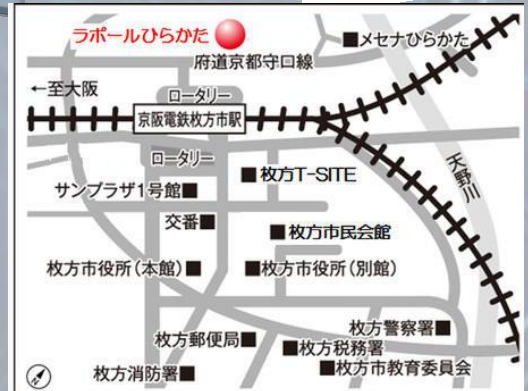 ラポールひらかた
メセナひらかた
府道京都守口線
←至大阪
ロータリー
京阪電鉄枚方市駅
ロータリー
天野川
枚方T-SITE
サンプラザ1号館
交番
枚方市民会館
枚方市役所(本館)
枚方市役所(別館)
枚方警察署
枚方郵便局
枚方税務署
枚方市教育委員会
枚方消防署